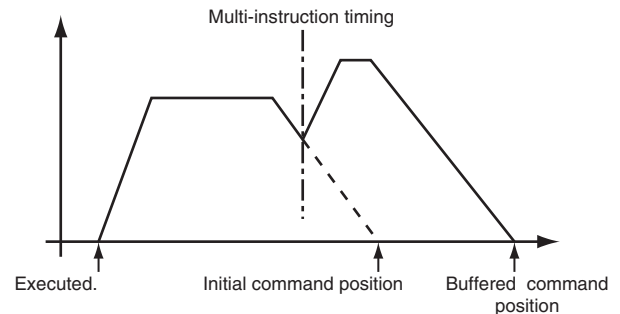 Multi-instruction timing
Executed.
Initial command position
Buffered command
position